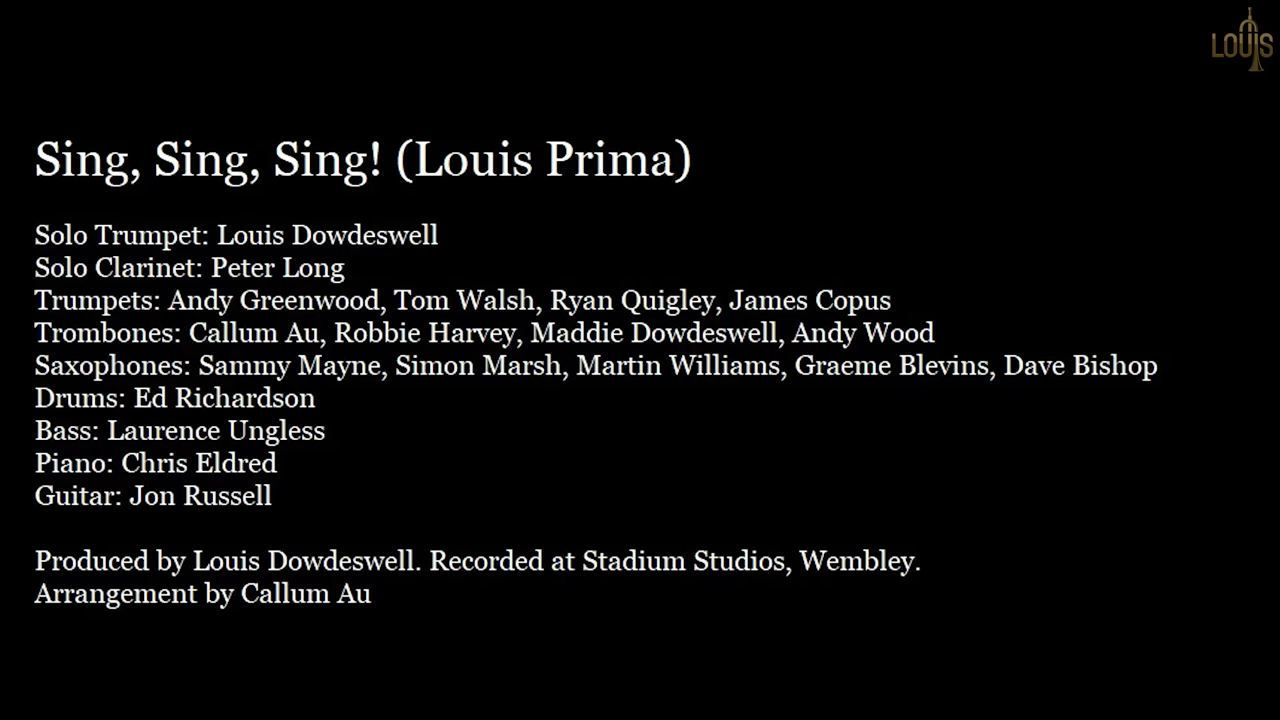 LOUIS
Sing, Sing, Sing! (Louis Prima)
Solo Trumpet: Louis Dowdeswell
Solo Clarinet: Peter Long
Trumpets: Andy Greenwood, Tom Walsh, Ryan Quigley, James Copus
Trombones: Callum Au, Robbie Harvey, Maddie Dowdeswell, Andy Wood
Saxophones: Sammy Mayne, Simon Marsh, Martin Williams, Graeme Blevins, Dave Bishop
Drums: Ed Richardson
Bass: Laurence Ungless
Piano: Chris Eldred
Guitar: Jon Russell
Produced by Louis Dowdeswell. Recorded at Stadium Studios, Wembley.
Arrangement by Callum Au